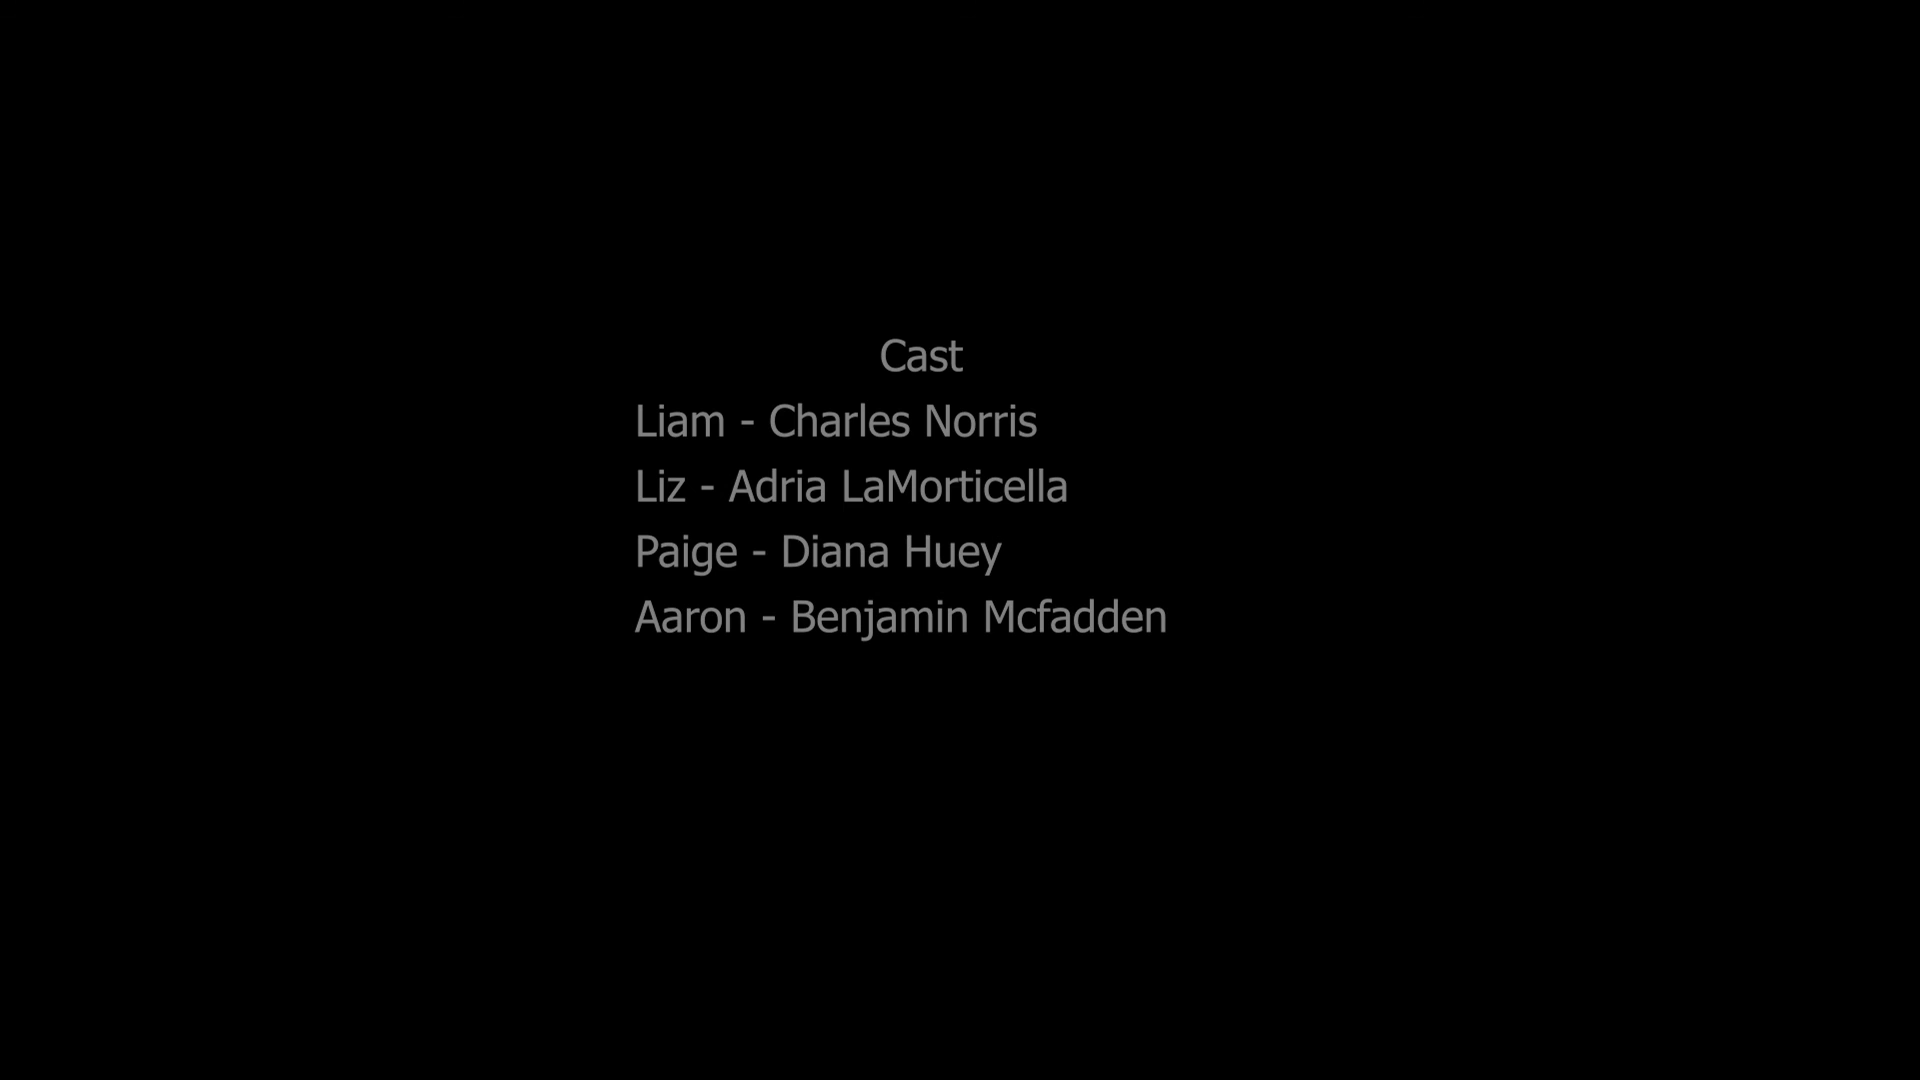 Cast
Liam - Charles Norris
Liz - Adria LaMorticella
Paige - Diana Huey
Aaron - Benjamin Mcfadden